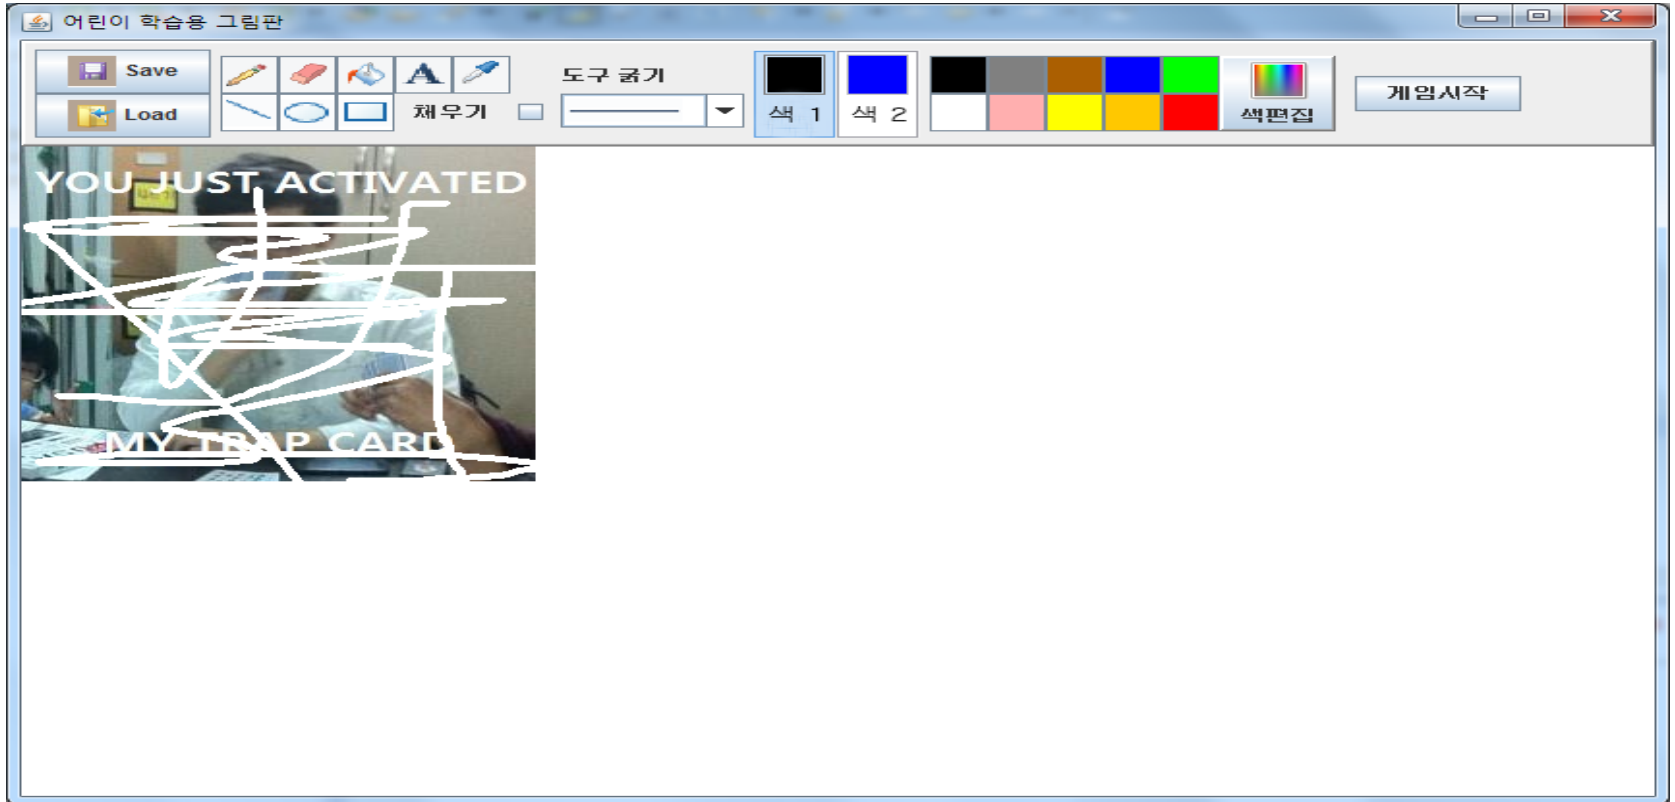 어린이 학습용 그림판
Save
Load
A
채우기
도구 굵기
색 1
색 2
색편집
게임시작
YOU JUST ACTIVATED
MY TRAP CARD